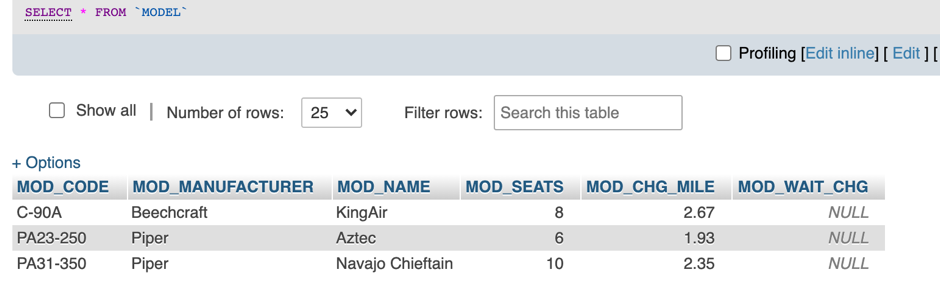 SELECT * FROM `MODEL`
Profiling [Edit inline] [ Edit ] [
Show all | Number of rows: 25 Filter rows: Search this table
+ Options
MOD_CODE MOD_MANUFACTURER MOD_NAME MOD_SEATS MOD_CHG_MILE MOD_WAIT_CHG
C-90A Beechcraft KingAir 8 2.67 NULL
PA23-250 Piper Aztec 6 1.93 NULL
PA31-350 Piper Navajo Chieftain 10 2.35 NULL